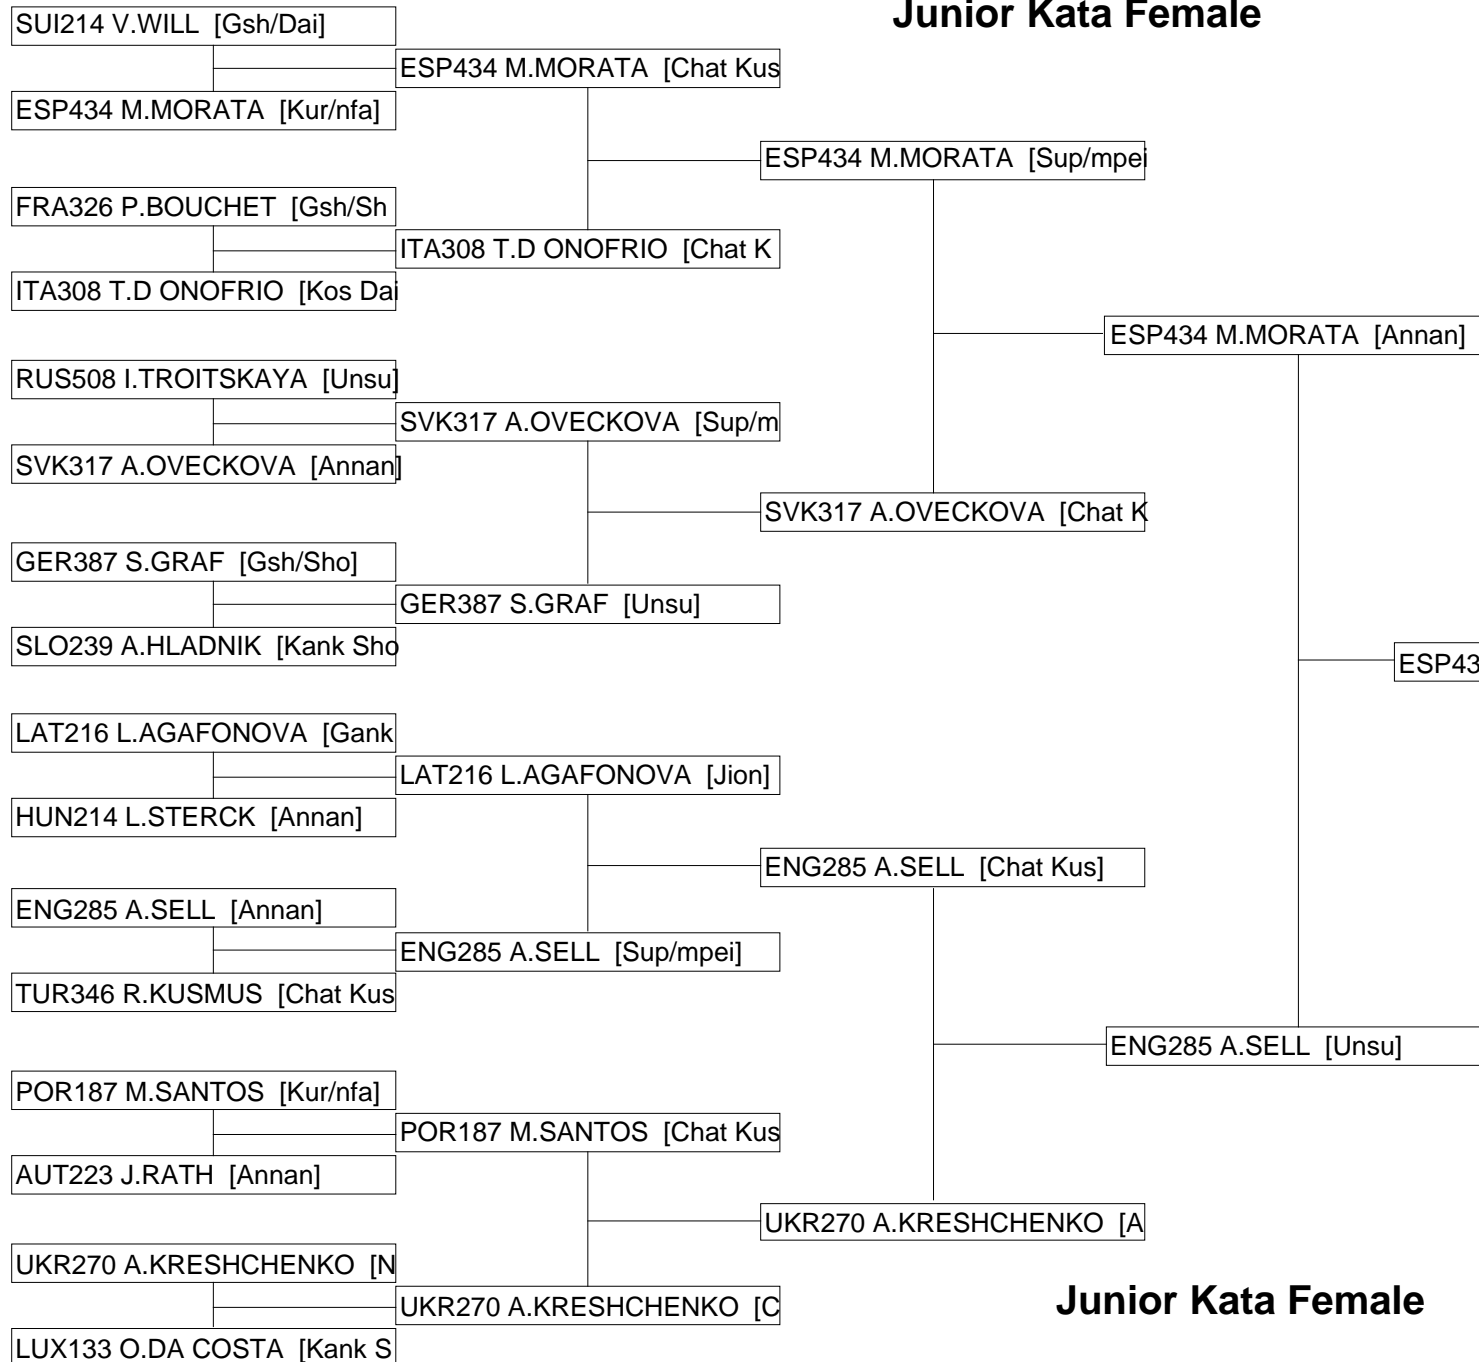 Junior Kata Female
SUI214 V.WILL [Gsh/Dai]
ESP434 M.MORATA [Kur/nfa]
FRA326 P.BOUCHET [Gsh/Sh
ITA308 T.D ONOFRIO [Kos Dai
RUS508 I.TROITSKAYA [Unsu]
SVK317 A.OVECKOVA [Annan]
GER387 S.GRAF [Gsh/Sho]
SLO239 A.HLADNIK [Kank Sho
LAT216 L.AGAFONOVA [Gank
HUN214 L.STERCK [Annan]
ENG285 A.SELL [Annan]
TUR346 R.KUSMUS [Chat Kus
POR187 M.SANTOS [Kur/nfa]
AUT223 J.RATH [Annan]
UKR270 A.KRESHCHENKO [N
LUX133 O.DA COSTA [Kank S
ESP434 M.MORATA [Chat Kus
ITA308 T.D ONOFRIO [Chat K
SVK317 A.OVECKOVA [Sup/m
GER387 S.GRAF [Unsu]
LAT216 L.AGAFONOVA [Jion]
ENG285 A.SELL [Sup/mpei]
POR187 M.SANTOS [Chat Kus
UKR270 A.KRESHCHENKO [C
ESP434 M.MORATA [Sup/mpei
SVK317 A.OVECKOVA [Chat K
ENG285 A.SELL [Chat Kus]
UKR270 A.KRESHCHENKO [A
ESP434 M.MORATA [Annan]
ENG285 A.SELL [Unsu]
ESP43
Junior Kata Female